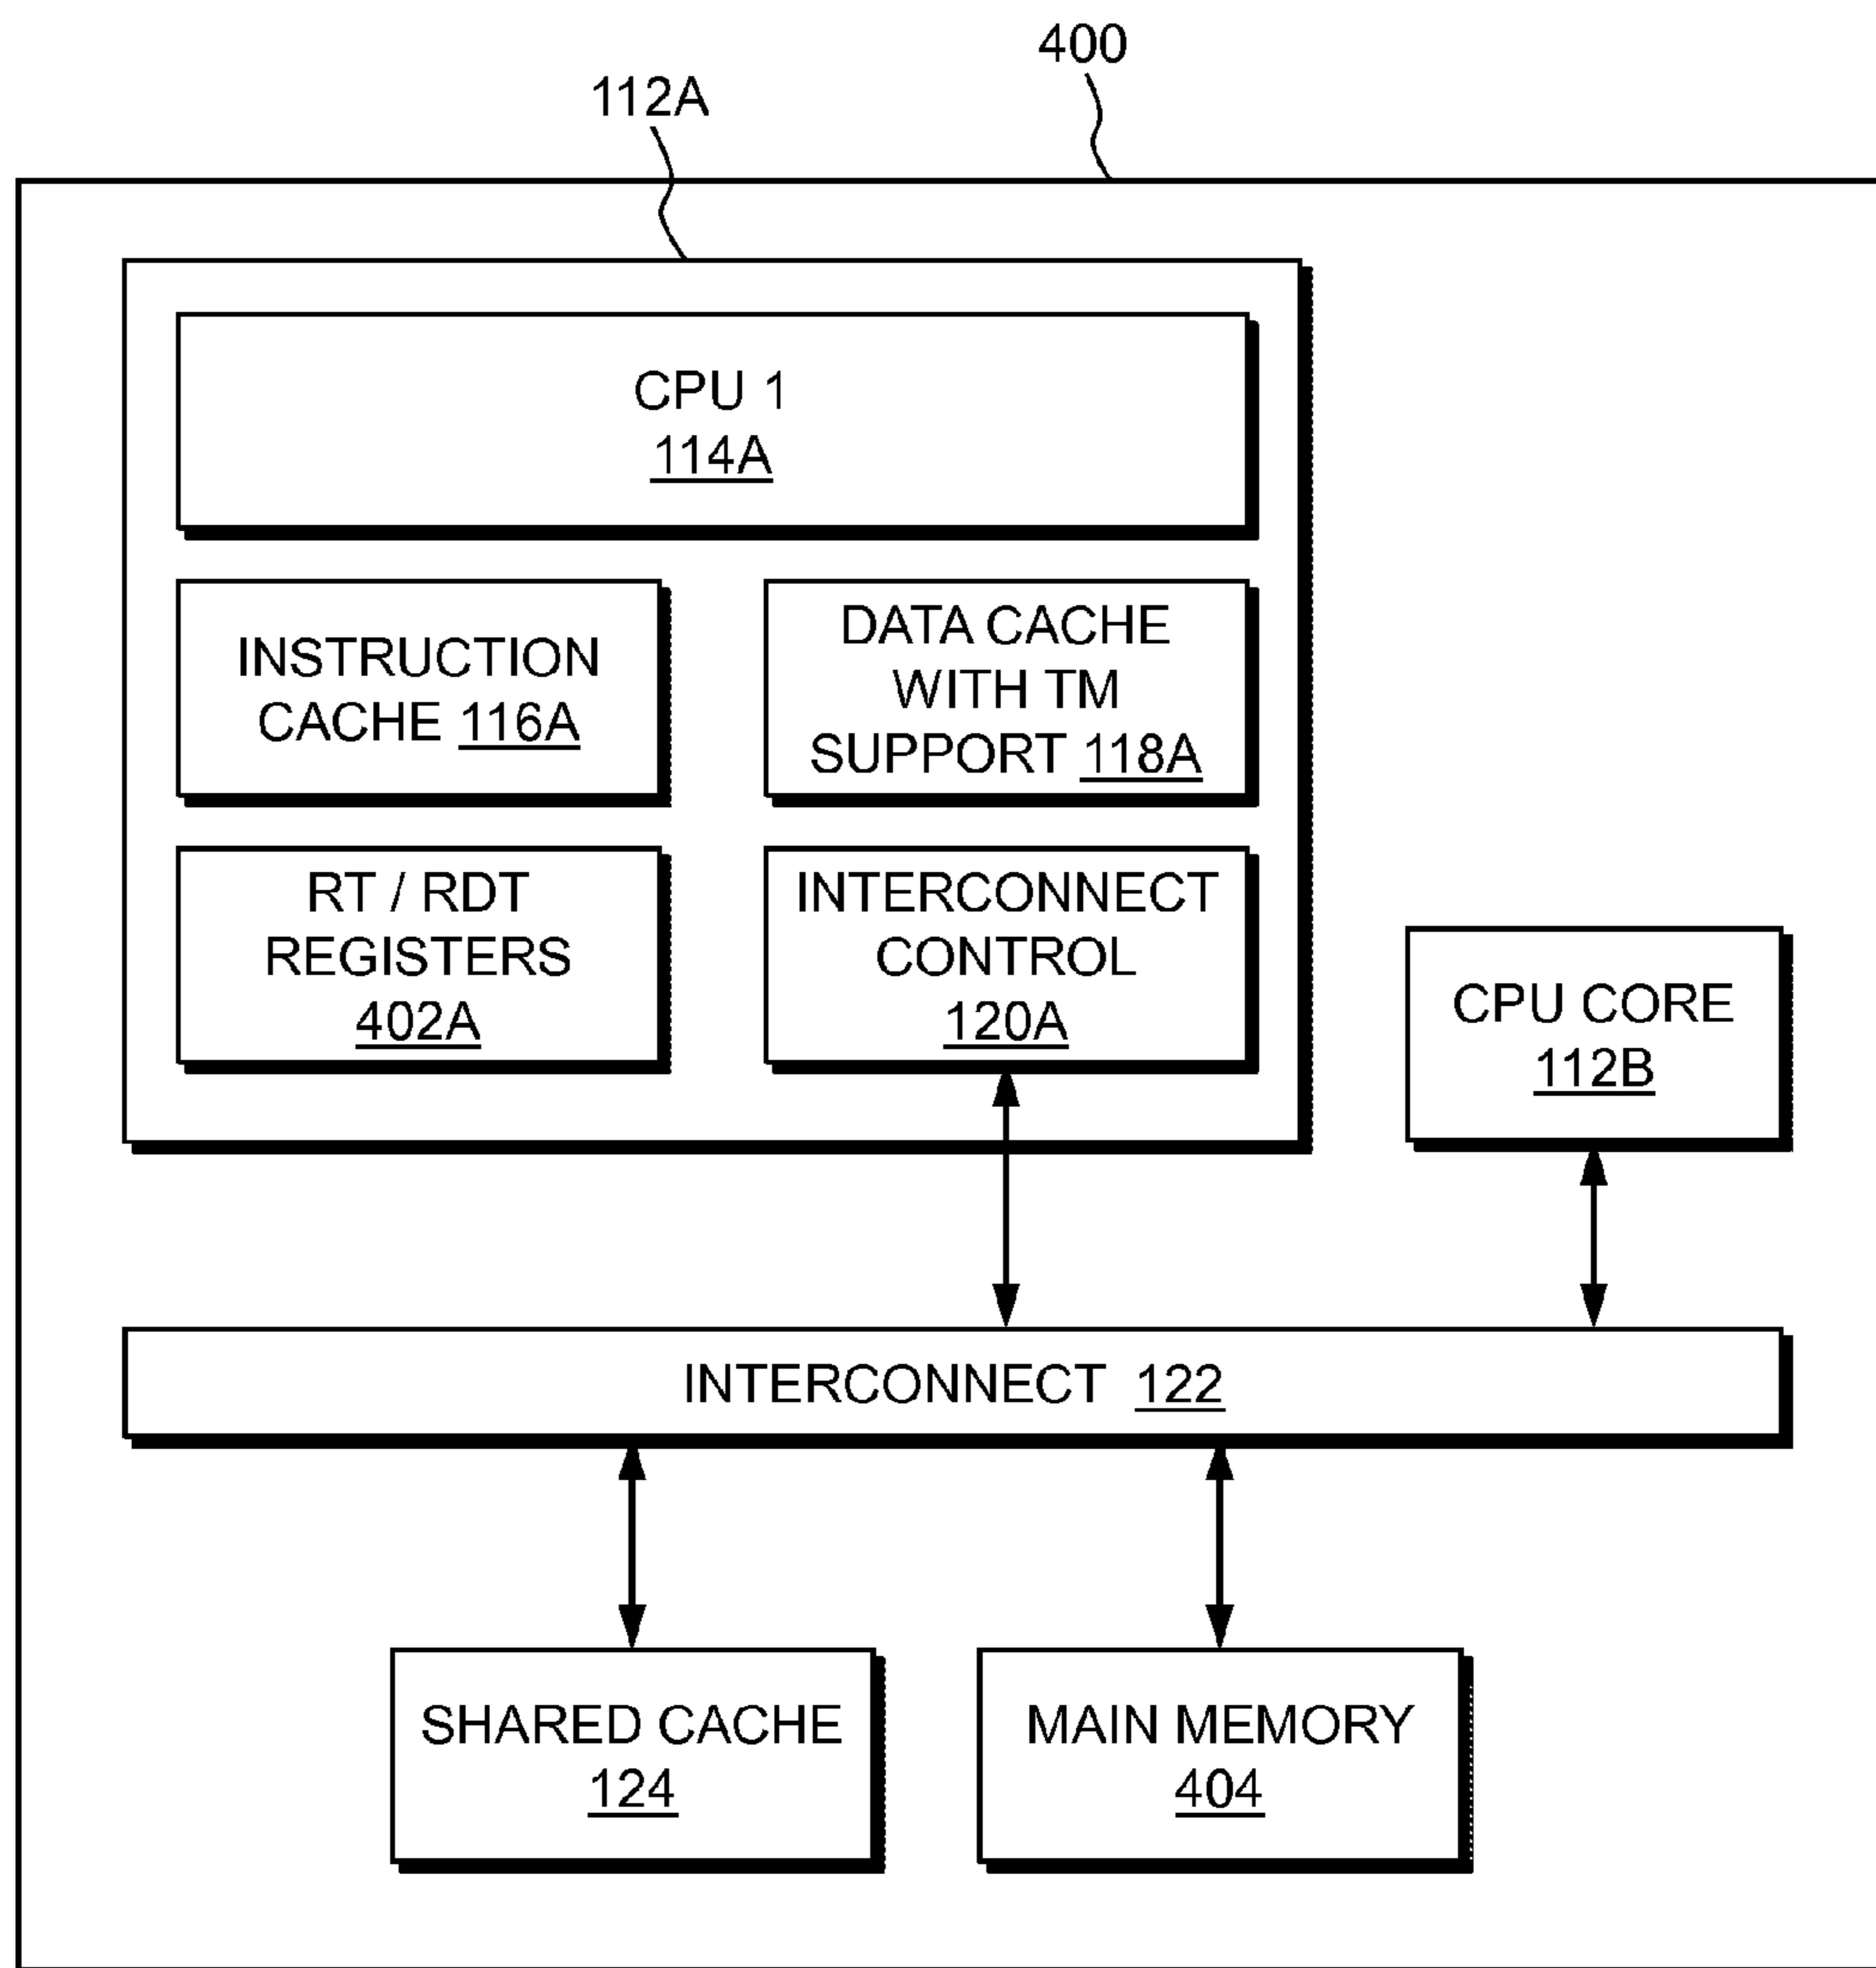 400
112A
CPU 1
114A
INSTRUCTION
CACHE 116A
DATA CACHE
WITH TM
SUPPORT 118A
RT / RDT
REGISTERS
402A
INTERCONNECT
CONTROL
120A
CPU CORE
112B
INTERCONNECT 122
SHARED CACHE
124
MAIN MEMORY
404